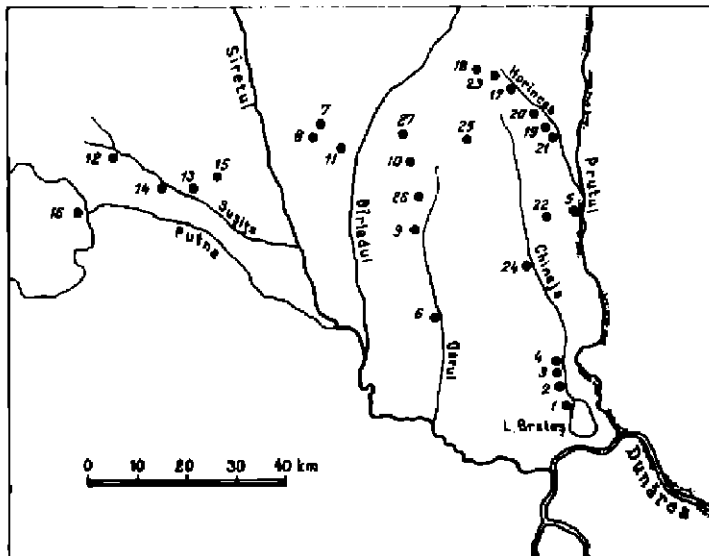 Siretul
18
23
17
Horincea
7
8
11
27
25
20
19
21
Prutul
12
10
15
14
13
16
26
5
22
Sușița
Putna
Bîrladul
9
24
Chineja
6
Gerul
4
3
2
1
L. Brateș
0 10 20 30 40 km
Dunărea